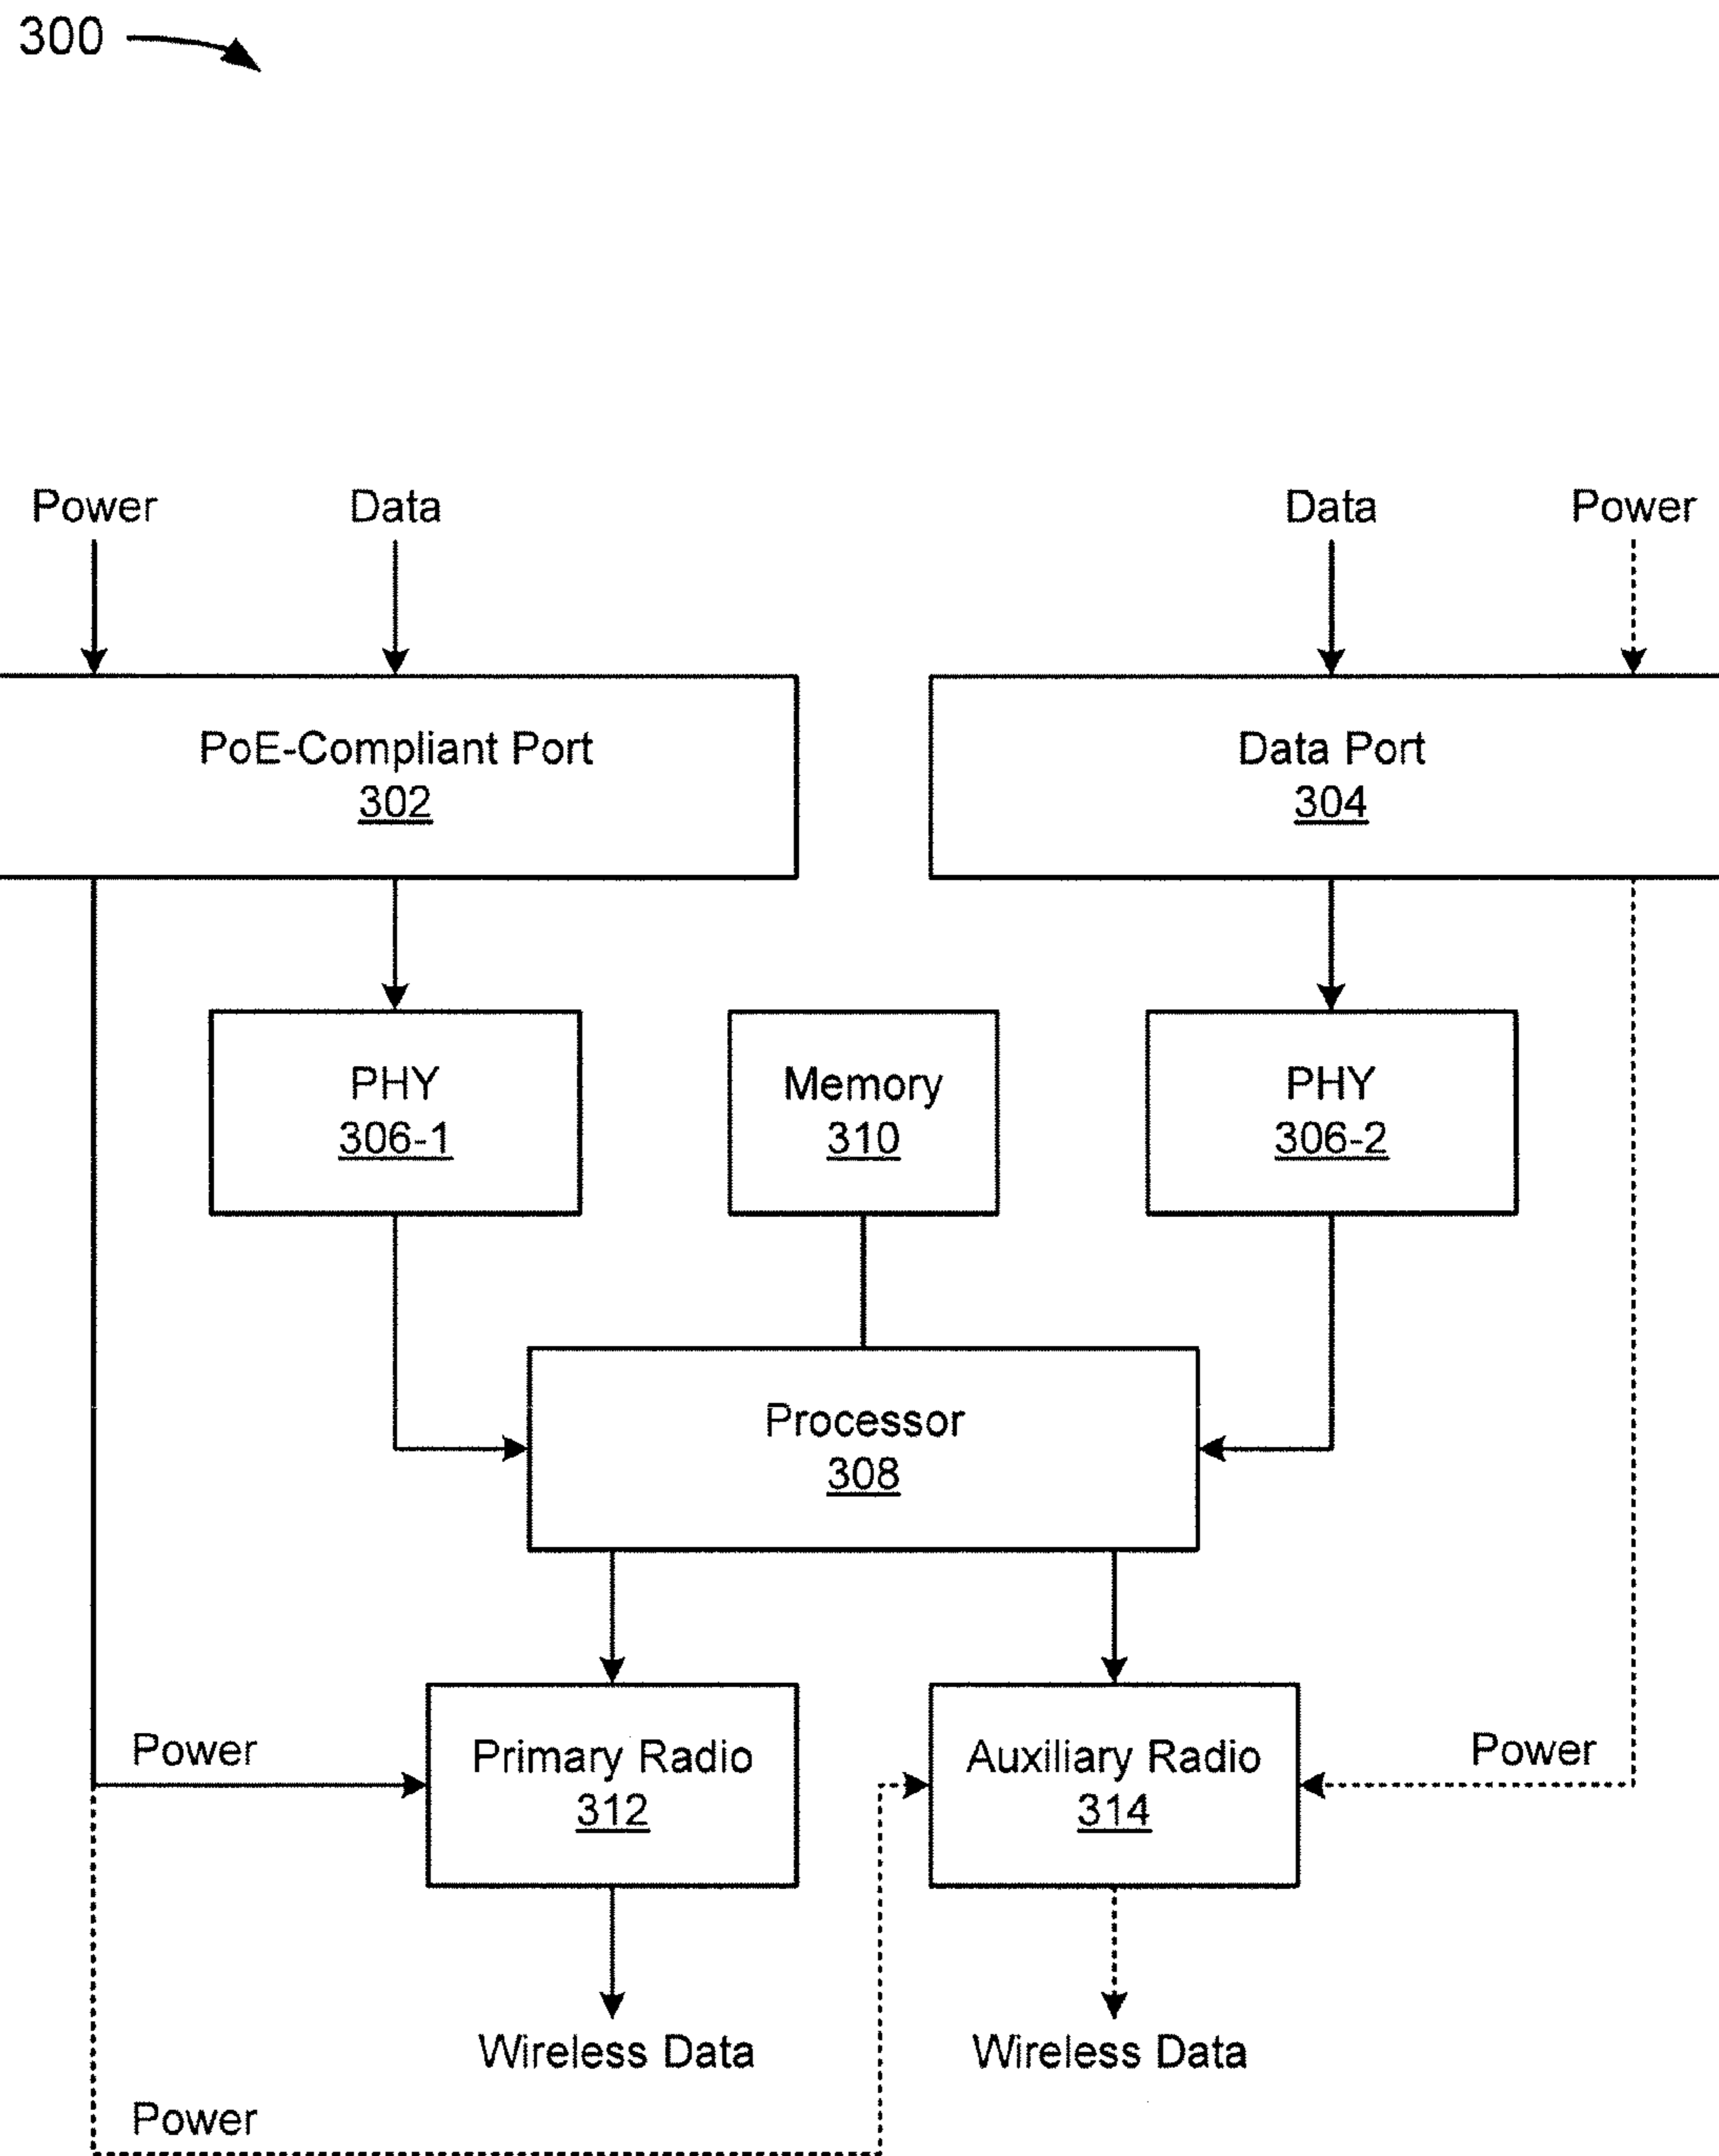 300
Power
Data
Data
Power
PoE-Compliant Port
302
Data Port
304
PHY
306-1
Memory
310
PHY
306-2
Processor
308
Power
Primary Radio
312
Auxiliary Radio
314
Power
Wireless Data
Wireless Data
Power